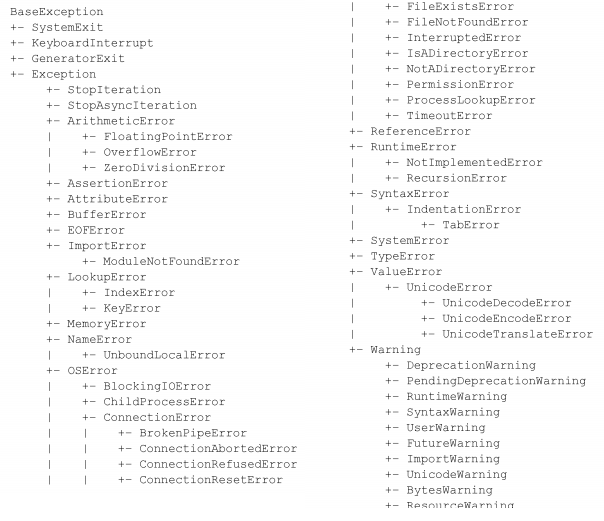 BaseException
+- SystemExit
+- KeyboardInterrupt
+- GeneratorExit
+- Exception
     +- StopIteration
     +- StopAsyncIteration
     +- ArithmeticError
     |    +- FloatingPointError
     |    +- OverflowError
     |    +- ZeroDivisionError
     +- AssertionError
     +- AttributeError
     +- BufferError
     +- EOFError
     +- ImportError
          +- ModuleNotFoundError
     +- LookupError
     |    +- IndexError
     |    +- KeyError
     +- MemoryError
     +- NameError
     |    +- UnboundLocalError
     +- OSError
     |    +- BlockingIOError
     |    +- ChildProcessError
     |    +- ConnectionError
     |    |    +- BrokenPipeError
     |    |    +- ConnectionAbortedError
     |    |    +- ConnectionRefusedError
     |    |    +- ConnectionResetError
|    +- FileExistsError
|    +- FileNotFoundError
|    +- InterruptedError
|    +- IsADirectoryError
|    +- NotADirectoryError
|    +- PermissionError
|    +- ProcessLookupError
|    +- TimeoutError
+- ReferenceError
+- RuntimeError
|    +- NotImplementedError
|    +- RecursionError
+- SyntaxError
|    +- IndentationError
|         +- TabError
+- SystemError
+- TypeError
+- ValueError
|    +- UnicodeError
|         +- UnicodeDecodeError
|         +- UnicodeEncodeError
|         +- UnicodeTranslateError
+- Warning
     +- DeprecationWarning
     +- PendingDeprecationWarning
     +- RuntimeWarning
     +- SyntaxWarning
     +- UserWarning
     +- FutureWarning
     +- ImportWarning
     +- UnicodeWarning
     +- BytesWarning
     +- ResourceWarning